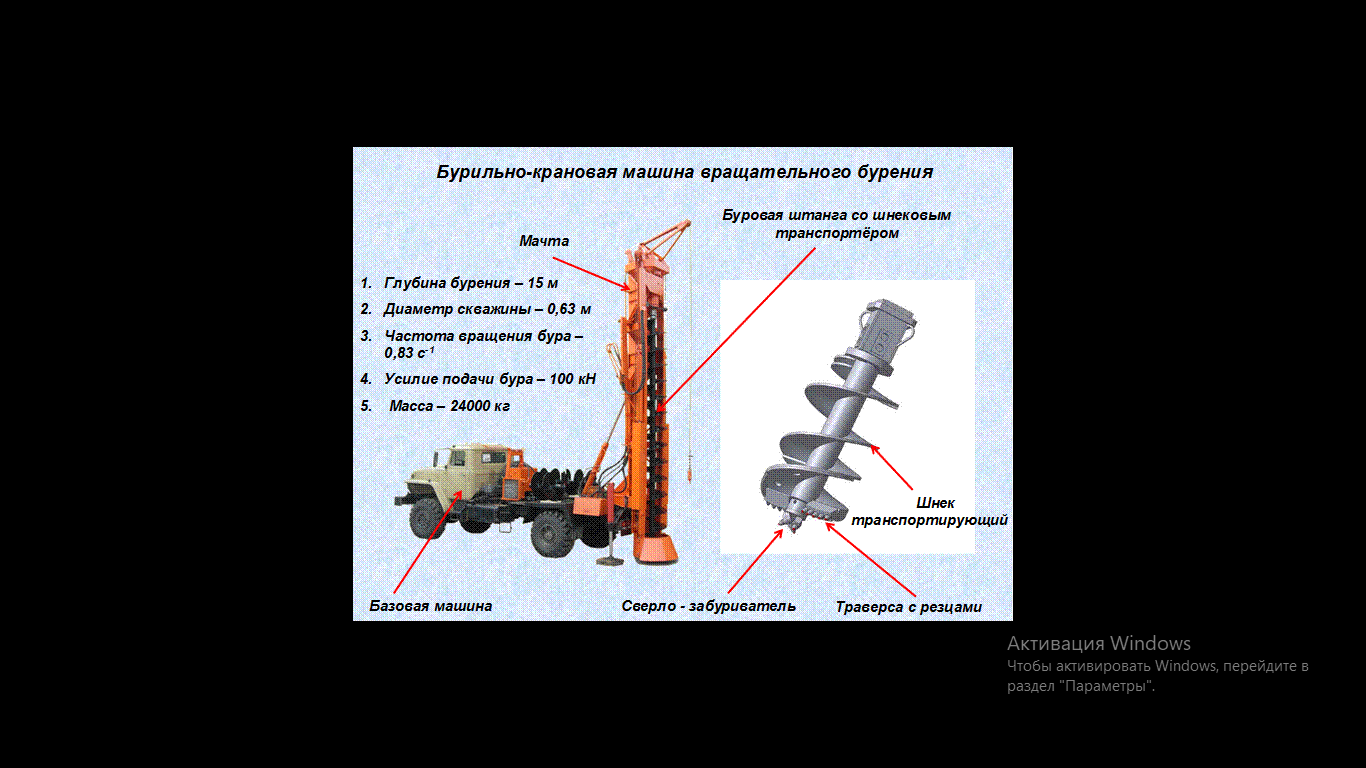 Бурильно-крановая машина вращательного бурения
Буровая штанга со шнековым
транспортёром
Мачта
1. Глубина бурения – 15 м
2. Диаметр скважины – 0,63 м
3. Частота вращения бура –
0,83 с-1
4. Усилие подачи бура – 100 кН
5. Масса – 24000 кг
Шнек
транспортирующий
Базовая машина
Сверло - забуриватель
Траверса с резцами
Активация Windows
Чтобы активировать Windows, перейдите в
раздел "Параметры".